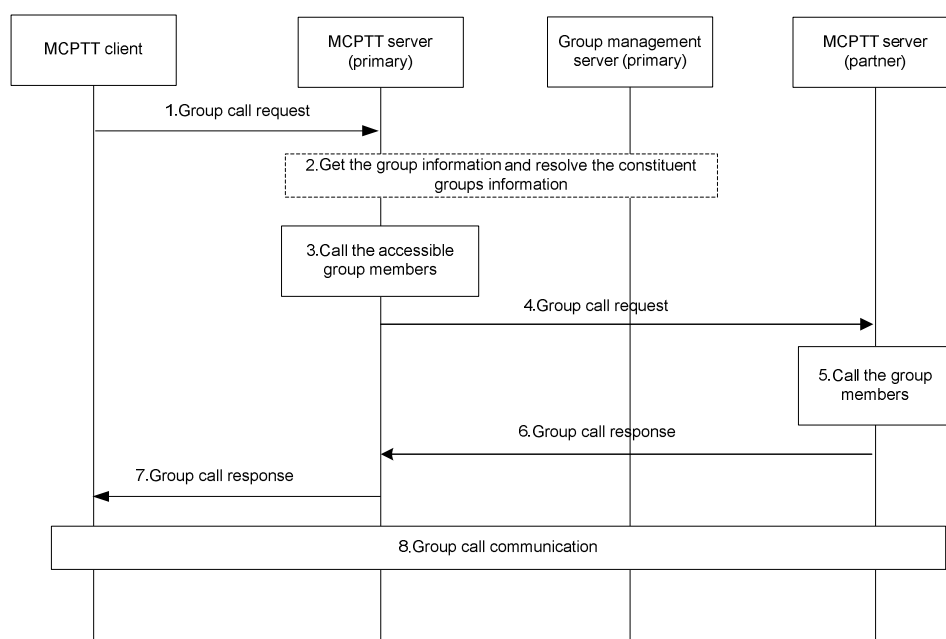 MCPTT client
MCPTT server
(primary)
Group management
server (primary)
MCPTT server
(partner)
1.Group call request
2.Get the group information and resolve the constituent
groups information
3.Call the accessible
group members
4.Group call request
5.Call the group
members
6.Group call response
7.Group call response
8.Group call communication